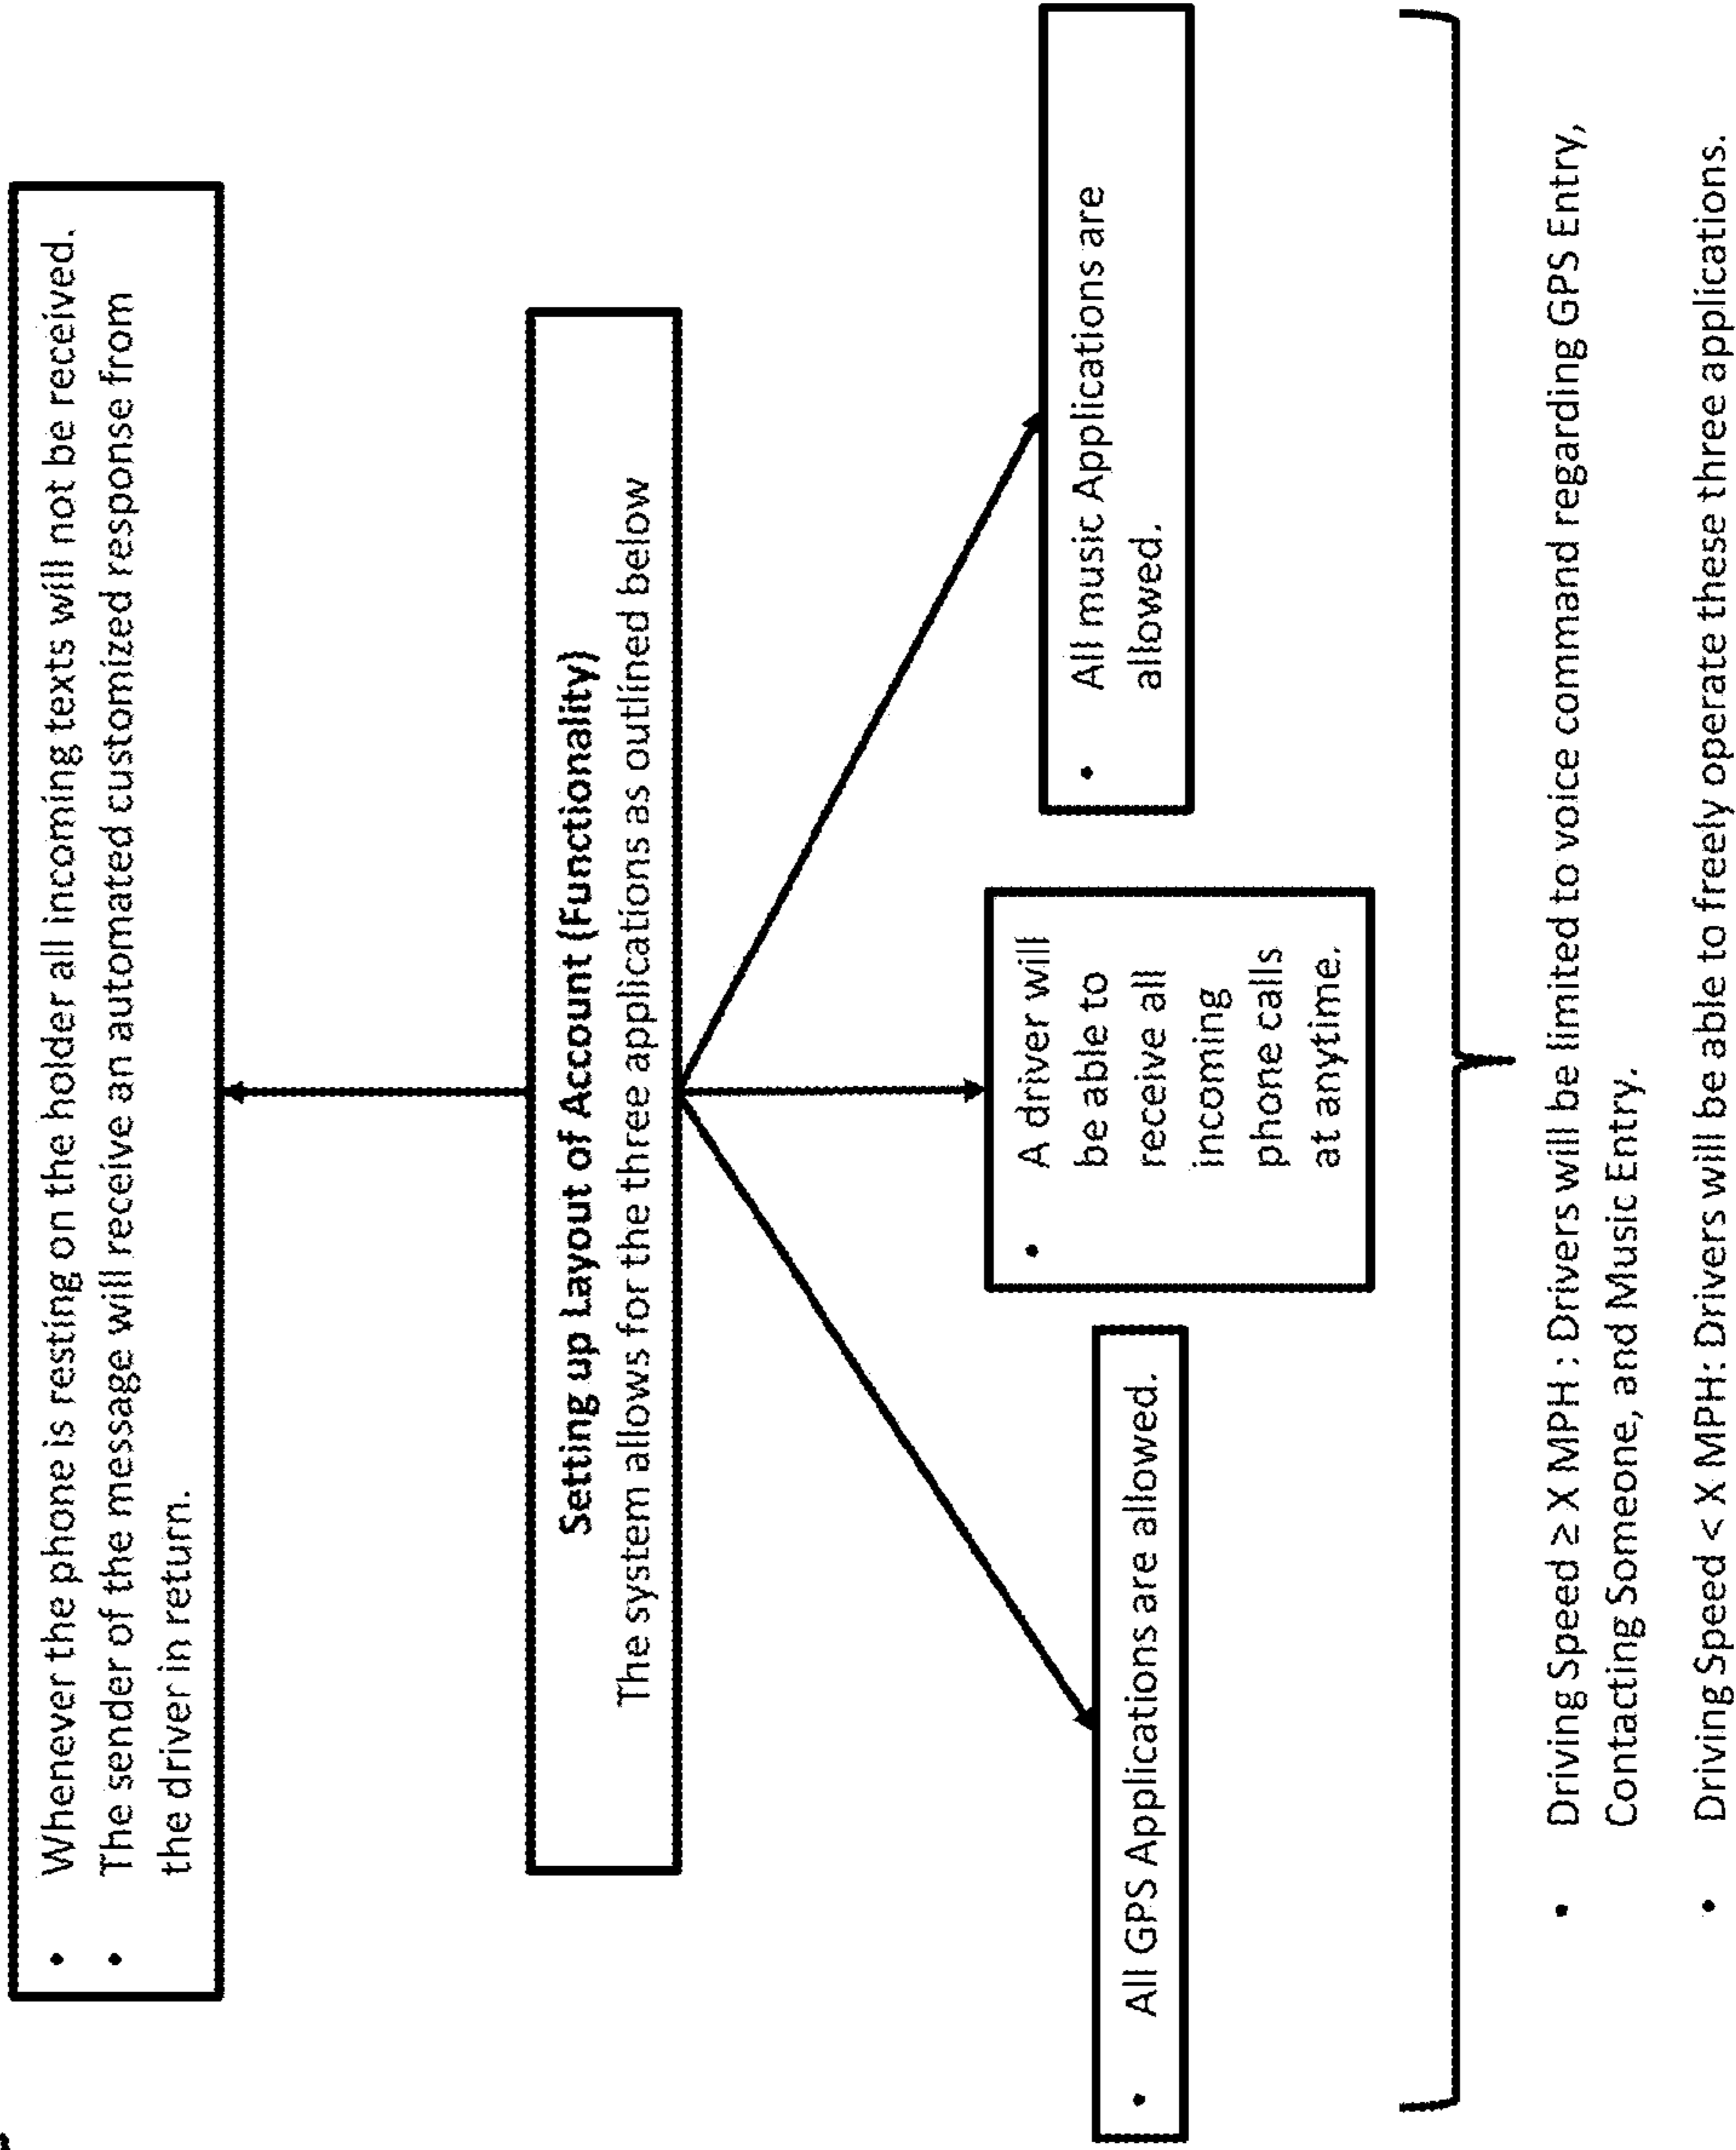 • Whenever the phone is resting on the holder all incoming texts will not be received.
• The sender of the message will receive an automated customized response from
the driver in return.
Setting up Layout of Account (Functionality)
The system allows for the three applications as outlined below
• All GPS Applications are allowed.
• A driver will
be able to
receive all
incoming
phone calls
at anytime.
• All music Applications are
allowed.
• Driving Speed ≥ X MPH : Drivers will be limited to voice command regarding GPS Entry,
Contacting Someone, and Music Entry.
• Driving Speed < X MPH: Drivers will be able to freely operate these three applications.